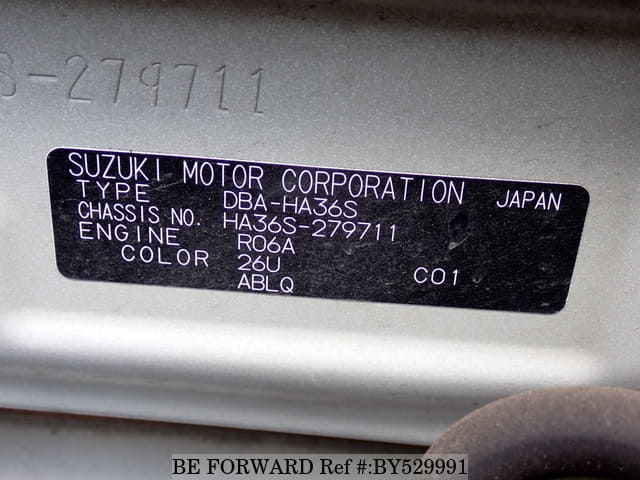 S-279711
SUZUKI MOTOR CORPORATION JAPAN
TYPE DBA-HA36S
CHASSIS NO. HA36S-279711
ENGINE R06A
COLOR 26U C01
ABLQ
BE FORWARD Ref #:BY529991